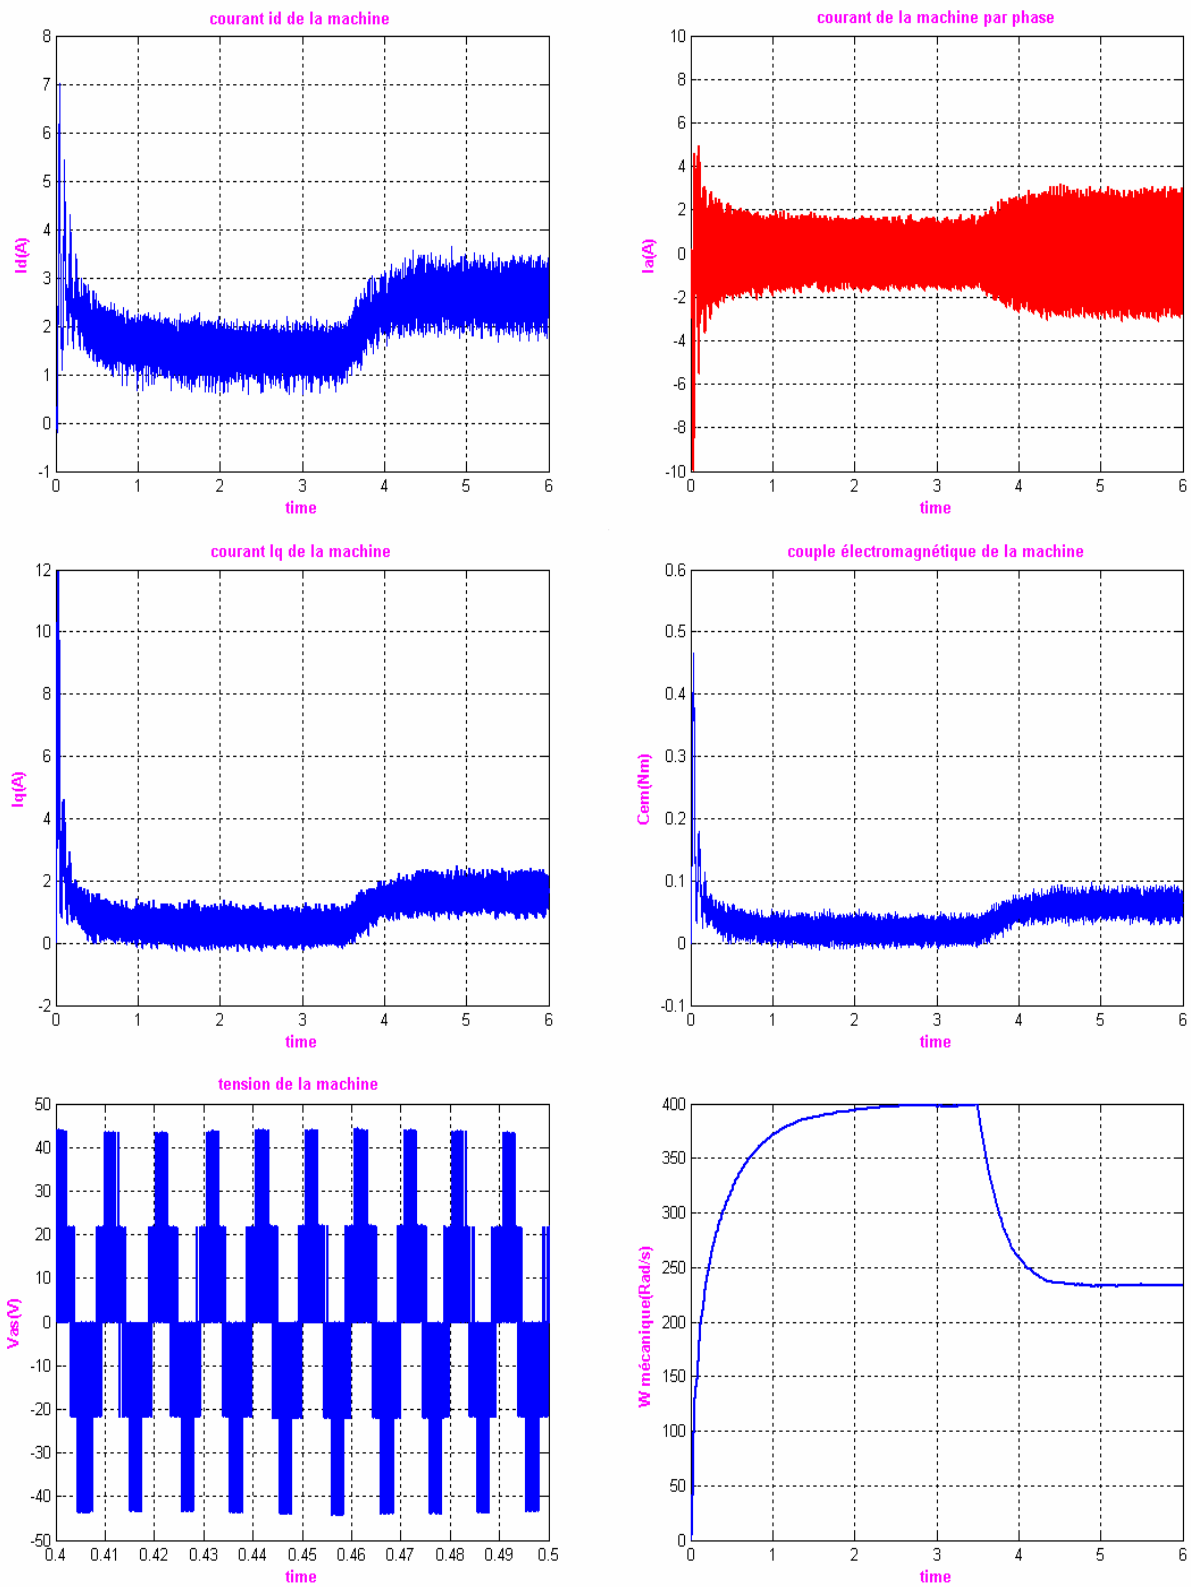 courant id de la machine
8
7
6
5
4
3
2
1
0
-1
Id(A)
0 1 2 3 4 5 6
time
courant de la machine par phase
10
8
6
4
2
0
-2
-4
-6
-8
-10
Ia(A)
0 1 2 3 4 5 6
time
courant Iq de la machine
12
10
8
6
4
2
0
-2
Iq(A)
0 1 2 3 4 5 6
time
couple électromagnétique de la machine
0.6
0.5
0.4
0.3
0.2
0.1
0
-0.1
Cem(Nm)
0 1 2 3 4 5 6
time
tension de la machine
50
40
30
20
10
0
-10
-20
-30
-40
-50
Vas(V)
0.4 0.41 0.42 0.43 0.44 0.45 0.46 0.47 0.48 0.49 0.5
time
400
350
300
250
200
150
100
50
0
W mécanique(Rad/s)
0 1 2 3 4 5 6
time